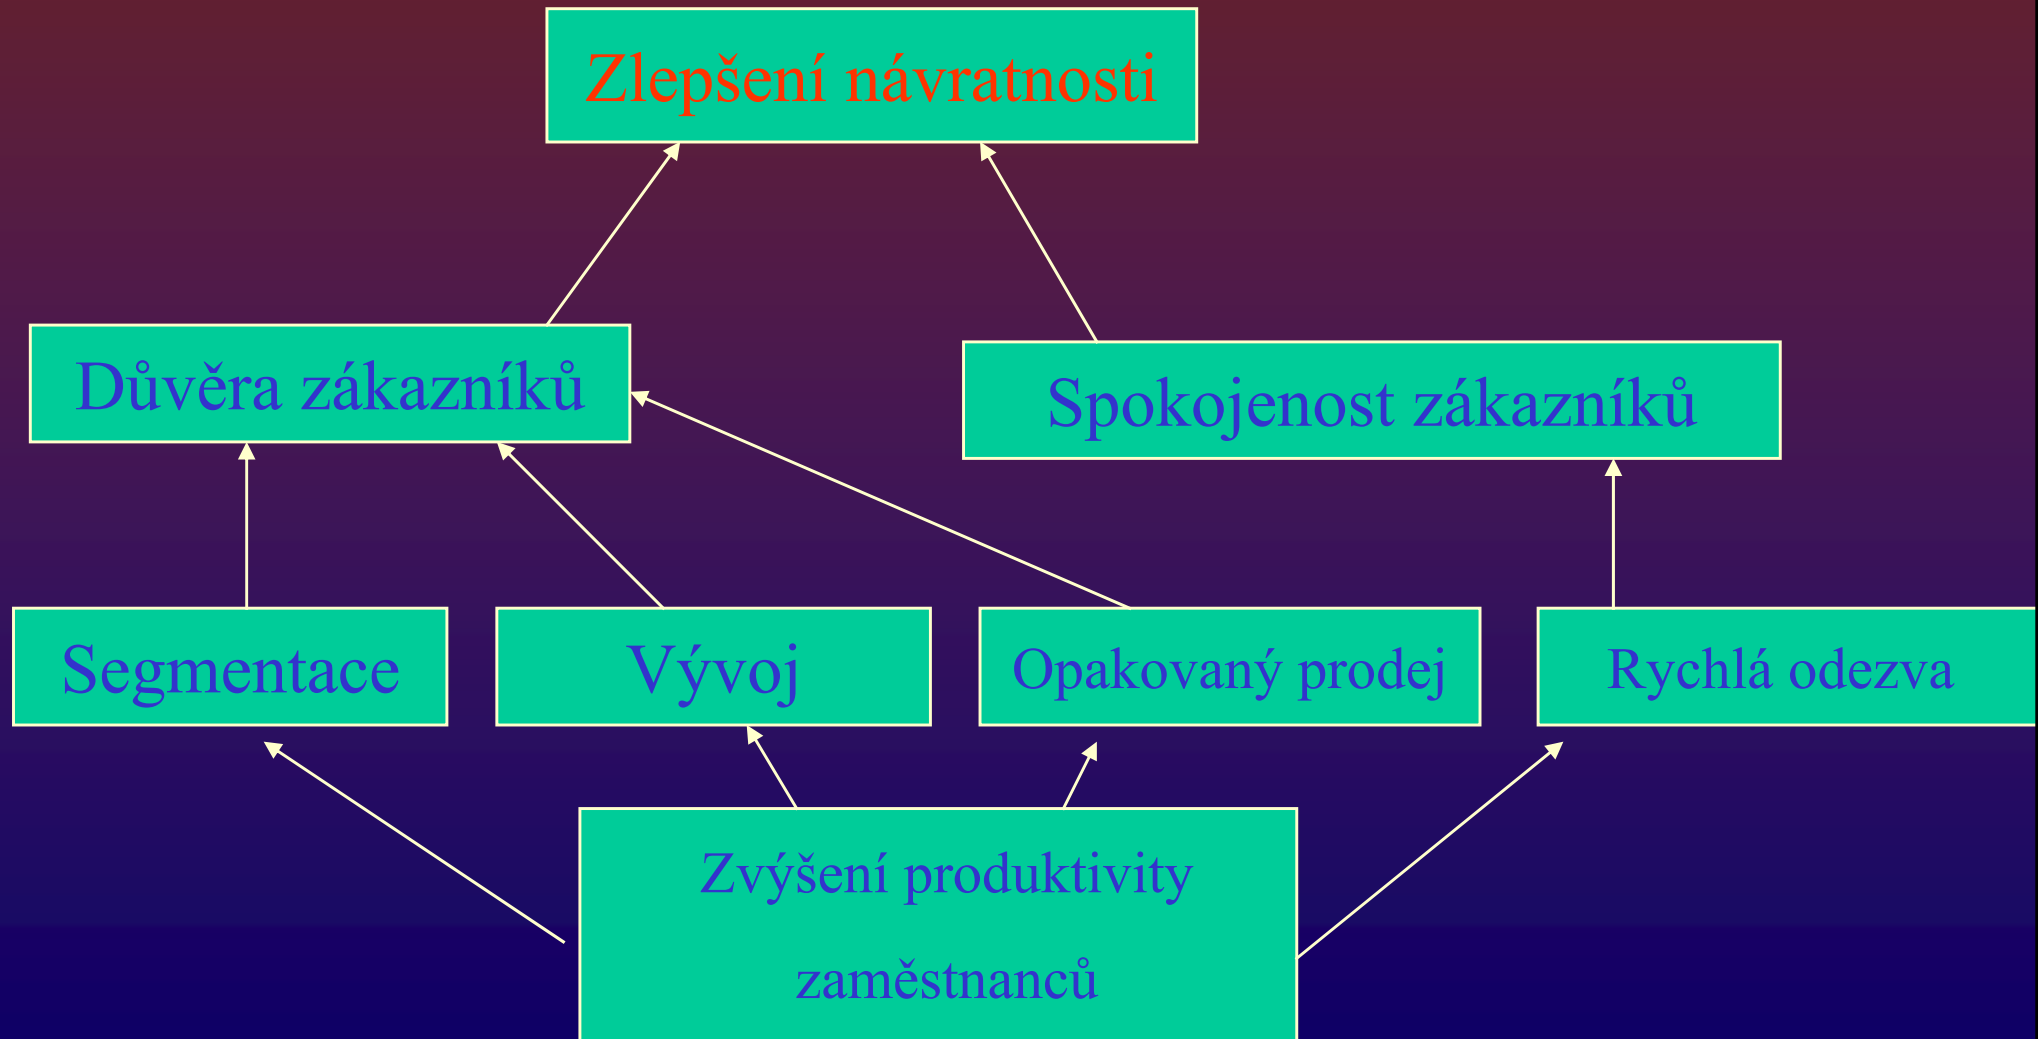 Zlepšení návratnosti
Důvěra zákazníků
Spokojenost zákazníků
Segmentace
Vývoj
Opakovaný prodej
Rychlá odezva
Zvýšení produktivity
zaměstnanců